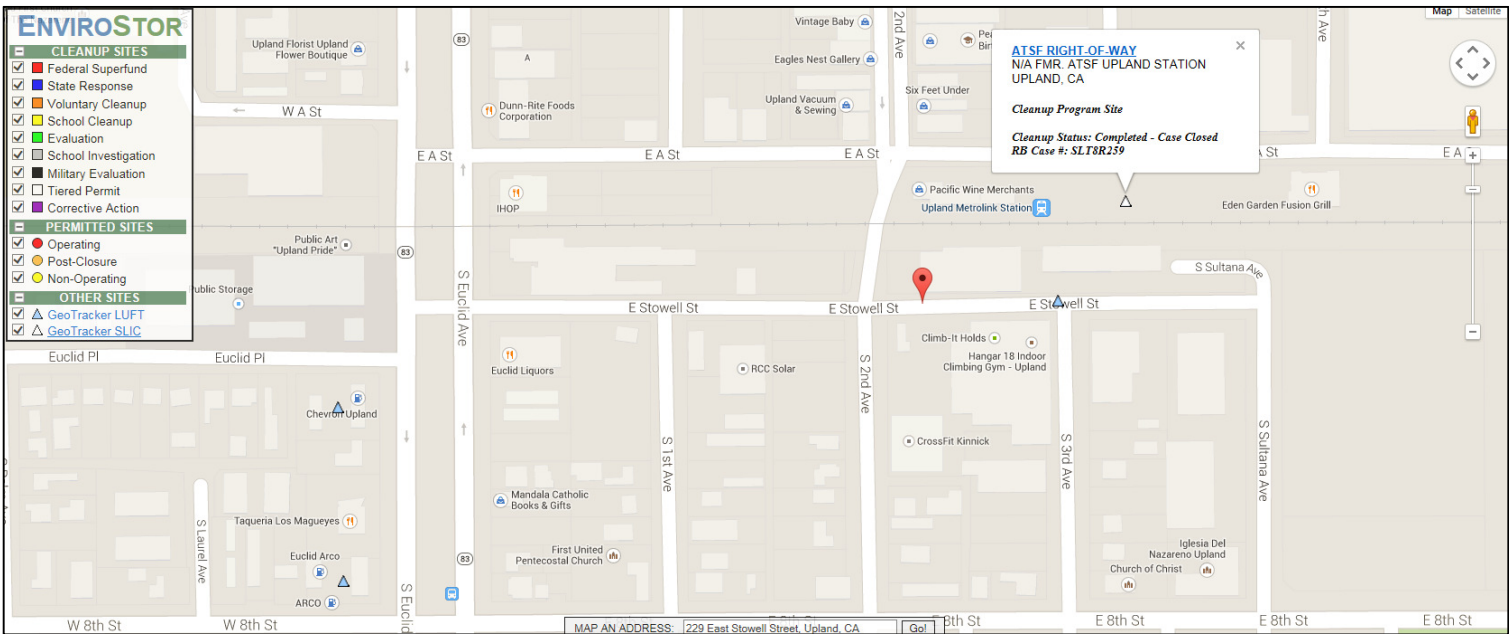 ENVIROSTOR
CLEANUP SITES
Federal Superfund
State Response
Voluntary Cleanup
School Cleanup
Evaluation
School Investigation
Military Evaluation
Tiered Permit
Corrective Action
PERMITTED SITES
Operating
Post-Closure
Non-Operating
OTHER SITES
GeoTracker LUFT
GeoTracker SLIC
Map
Satellite
ATSF RIGHT-OF-WAY
N/A FMR. ATSF UPLAND STATION
UPLAND, CA
Cleanup Program Site
Cleanup Status: Completed - Case Closed
RB Case #: SLT8R259
Upland Florist Upland
Flower Boutique
83
A
Vintage Baby
2nd Ave
Eagles Nest Gallery
Upland Vacuum
& Sewing
Six Feet Under
Dunn-Rite Foods
Corporation
W A St
E A St
E A St
E A St
A St
E A
IHOP
Pacific Wine Merchants
Upland Metrolink Station
Eden Garden Fusion Grill
Public Art
"Upland Pride"
83
Public Storage
S Euclid Ave
S Sultana Ave
E Stowell St
E Stowell St
E Stowell St
Euclid Pl
Euclid Pl
Euclid Liquors
RCC Solar
Climb-It Holds
Hangar 18 Indoor
Climbing Gym - Upland
Chevron Upland
S 1st Ave
S 2nd Ave
CrossFit Kinnick
S 3rd Ave
S Sultana Ave
Mandala Catholic
Books & Gifts
Taqueria Los Magueyes
S Laurel Ave
First United
Pentecostal Church
Euclid Arco
ARCO
83
S Euclid
Iglesia Del
Nazareno Upland
Church of Christ
W 8th St
W 8th St
8th St
E 8th St
E 8th St
E 8th St
MAP AN ADDRESS: 229 East Stowell Street, Upland, CA Go!